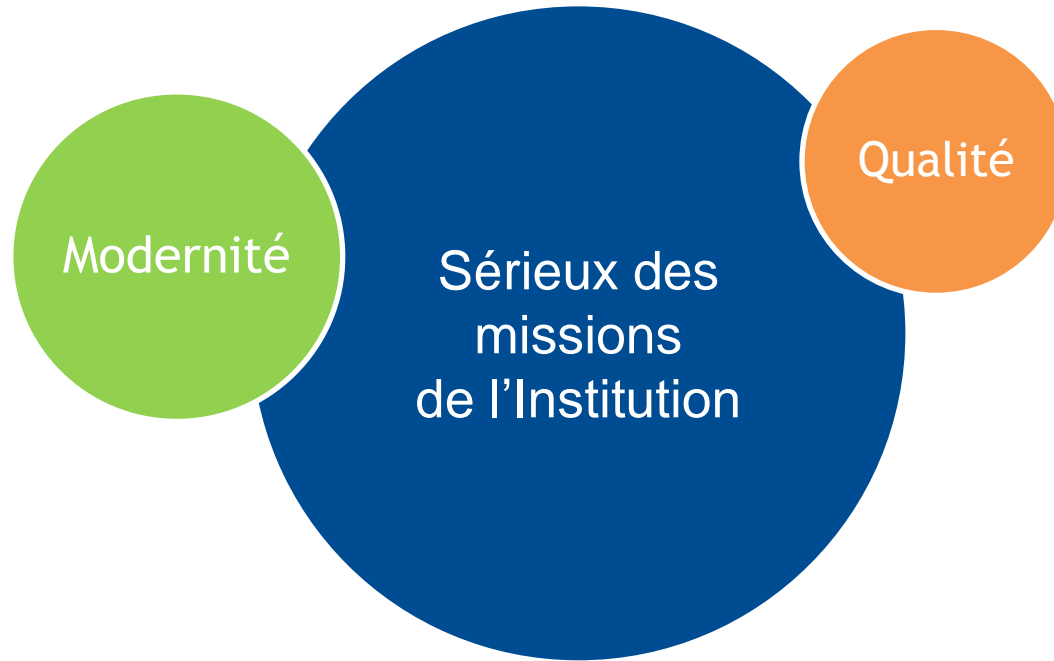 Modernité
Sérieux des
missions
de l’Institution
Qualité